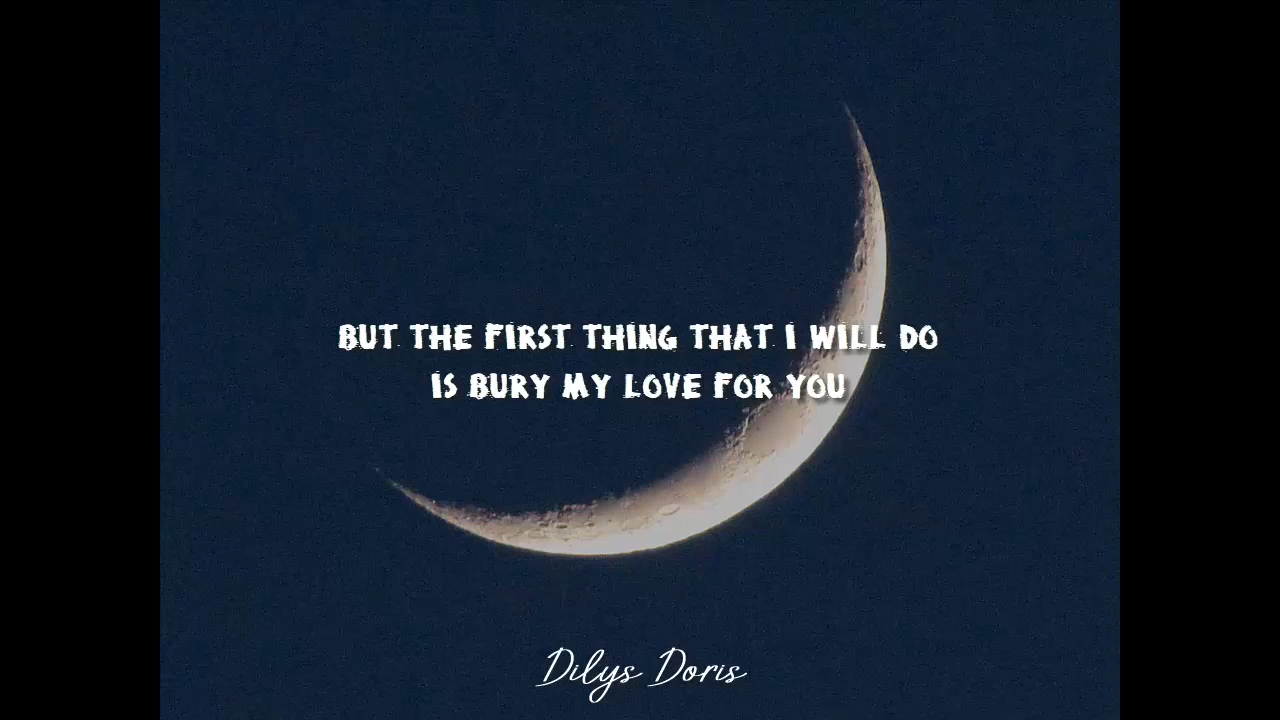 BUT THE FIRST THING THAT I WILL DO
IS BURY MY LOVE FOR YOU
Dilys Doris